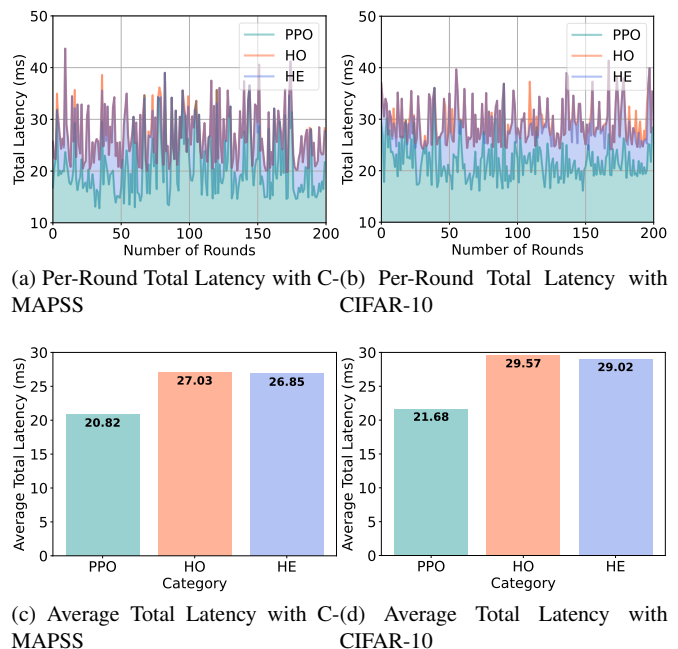 50
40
30
20
10
Total Latency (ms)
0
50
100
150
200
Number of Rounds
PPO
HO
HE
50
40
30
20
10
Total Latency (ms)
0
50
100
150
200
Number of Rounds
PPO
HO
HE
(a) Per-Round Total Latency with C-
MAPSS
(b) Per-Round Total Latency with
CIFAR-10
30
25
20
15
10
5
0
Average Total Latency (ms)
20.82
27.03
26.85
PPO
HO
HE
Category
30
25
20
15
10
5
0
Average Total Latency (ms)
21.68
29.57
29.02
PPO
HO
HE
Category
(c) Average Total Latency with C-
MAPSS
(d) Average Total Latency with
CIFAR-10